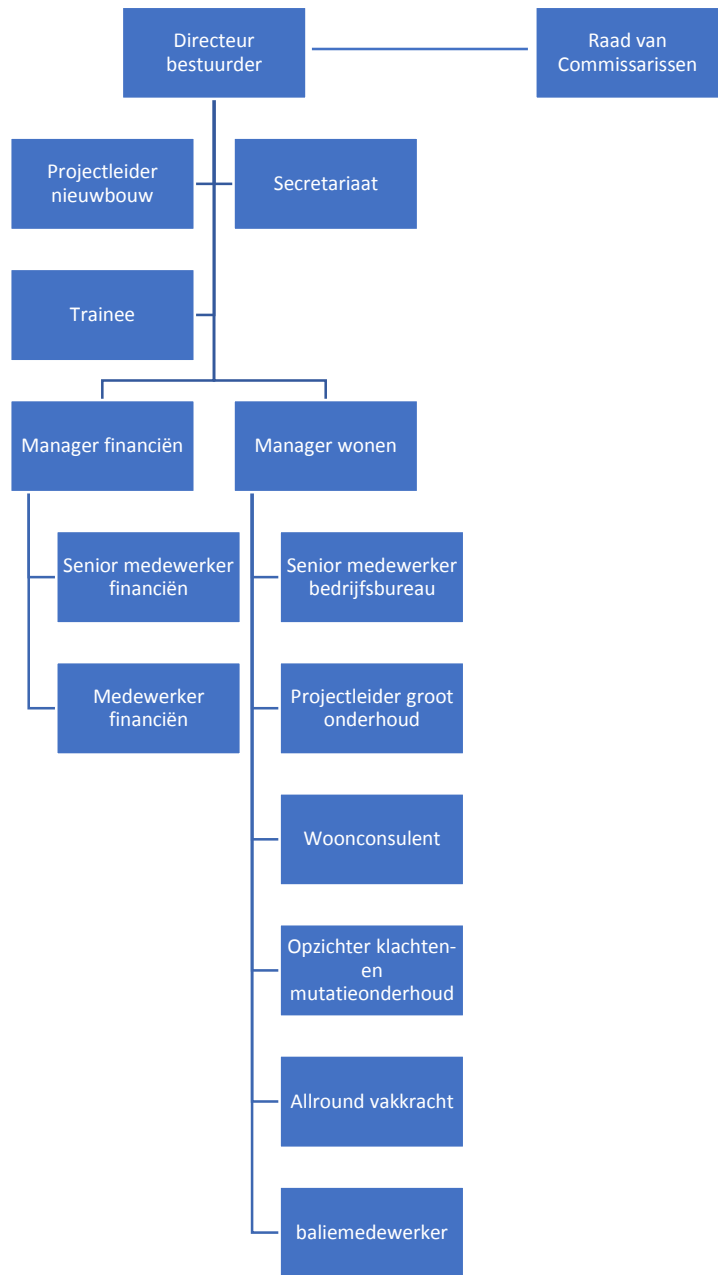 Directeur
bestuurder
Raad van
Commissarissen
Projectleider
nieuwbouw
Secretariaat
Trainee
Manager financiën
Manager wonen
Senior medewerker
financiën
Senior medewerker
bedrijfsbureau
Medewerker
financiën
Projectleider groot
onderhoud
Woonconsulent
Opzichter klachten-
en
mutatieonderhoud
Allround vakkracht
baliemedewerker